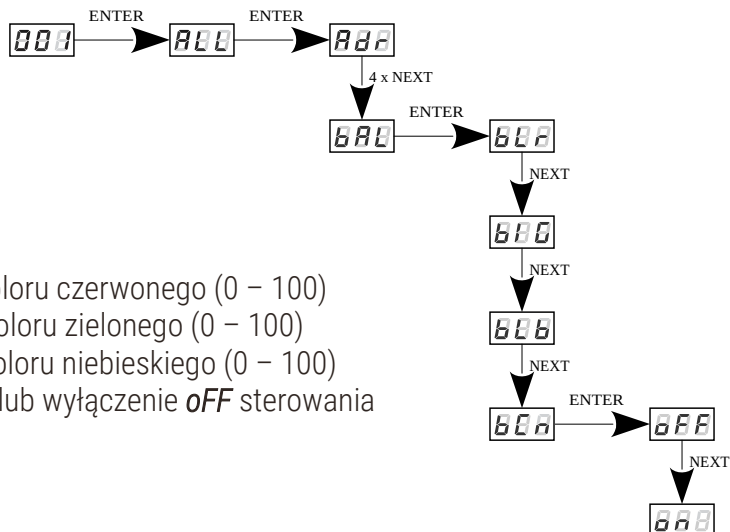 ENTER ENTER
001 ALL Adr
4 x NEXT
ENTER
bAL bLr
NEXT
bLG
NEXT
bLb
NEXT
ENTER
bCn oFF
NEXT
on
loru czerwonego (0 – 100)
oloru zielonego (0 – 100)
oloru niebieskiego (0 – 100)
lub wyłączenie oFF sterowania